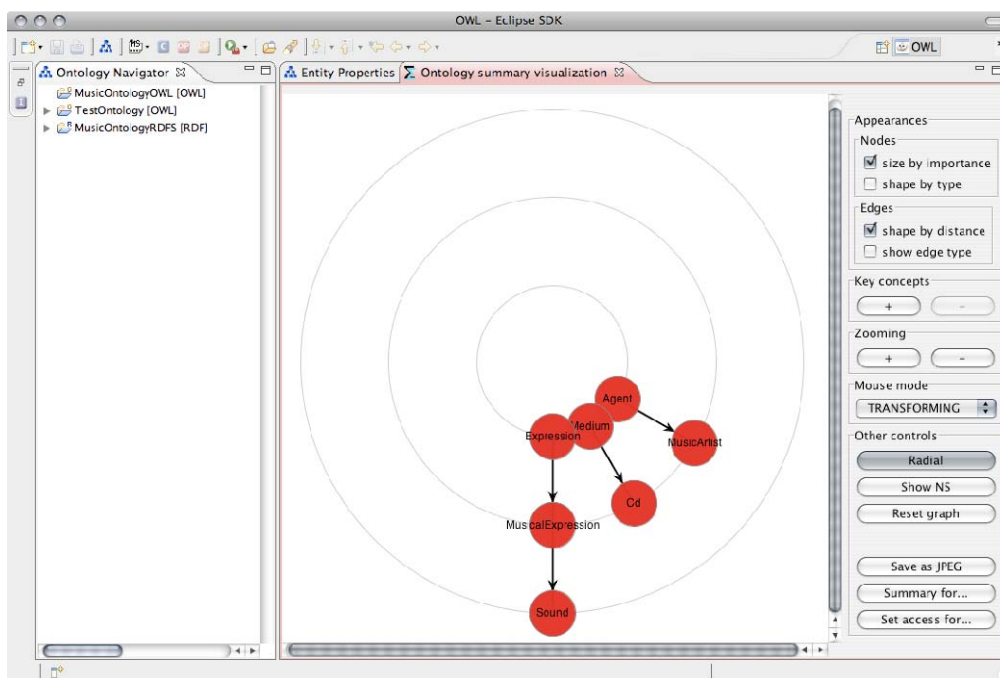 OWL - Eclipse SDK
OWL
Ontology Navigator
Entity Properties
Ontology summary visualization
MusicOntologyOWL [OWL]
TestOntology [OWL]
MusicOntologyRDFS [RDF]
Agent
Medium
Expression
MusicArtist
Cd
MusicalExpression
Sound
Appearances
Nodes
size by importance
shape by type
Edges
shape by distance
show edge type
Key concepts
+ -
Zooming
+ -
Mouse mode
TRANSFORMING
Other controls
Radial
Show NS
Reset graph
Save as JPEG
Summary for...
Set access for...